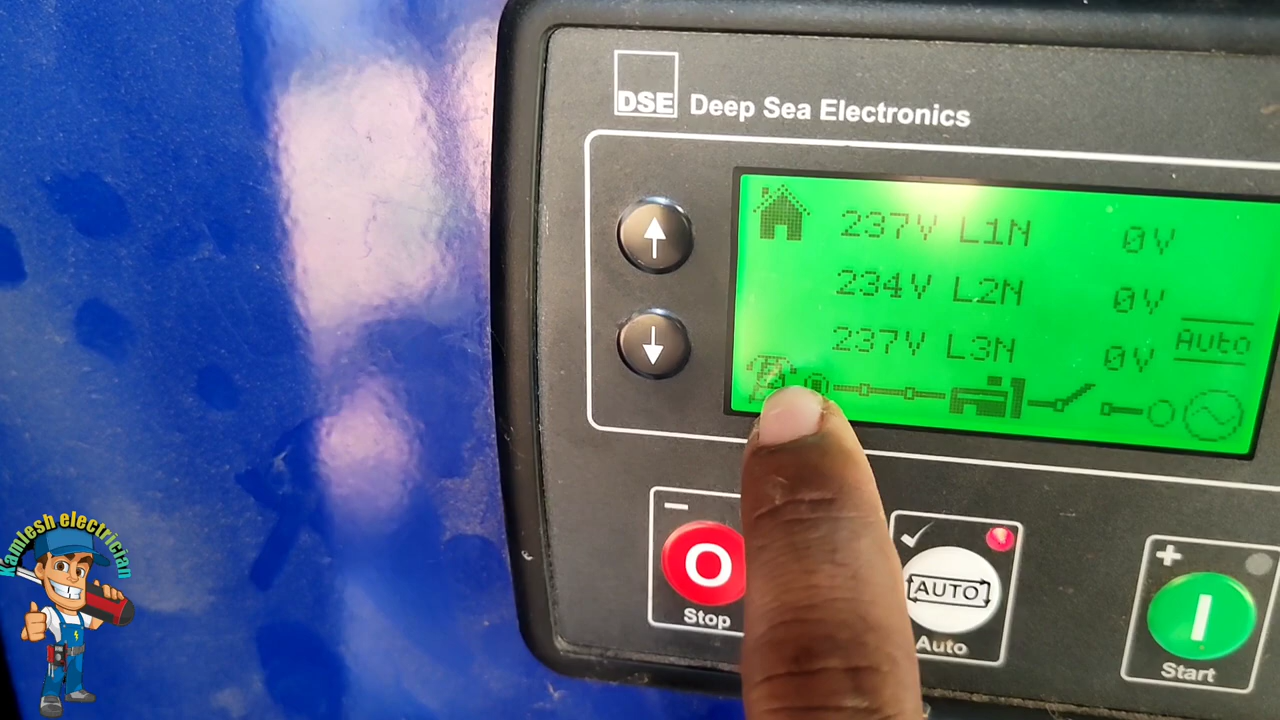 DSE Deep Sea Electronics
237V L1N 0V
234V L2N 0V
237V L3N 0V
Auto
Stop
AUTO
Auto
Start
Kamlesh electrician